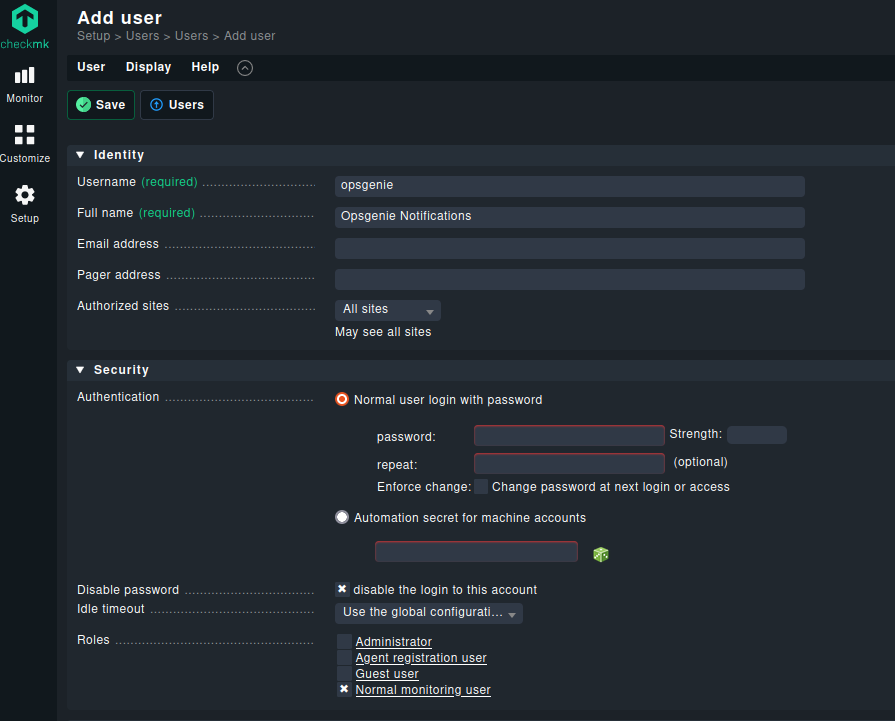 checkmk
Monitor
Customize
Setup
Add user
Setup > Users > Users > Add user
User Display Help
Save Users
Identity
Username (required)
opsgenie
Full name (required)
Opsgenie Notifications
Email address
Pager address
Authorized sites
All sites
May see all sites
Security
Authentication
Normal user login with password
password:
Strength:
repeat:
(optional)
Enforce change:
Change password at next login or access
Automation secret for machine accounts
Disable password
disable the login to this account
Idle timeout
Use the global configurati...
Roles
Administrator
Agent registration user
Guest user
Normal monitoring user